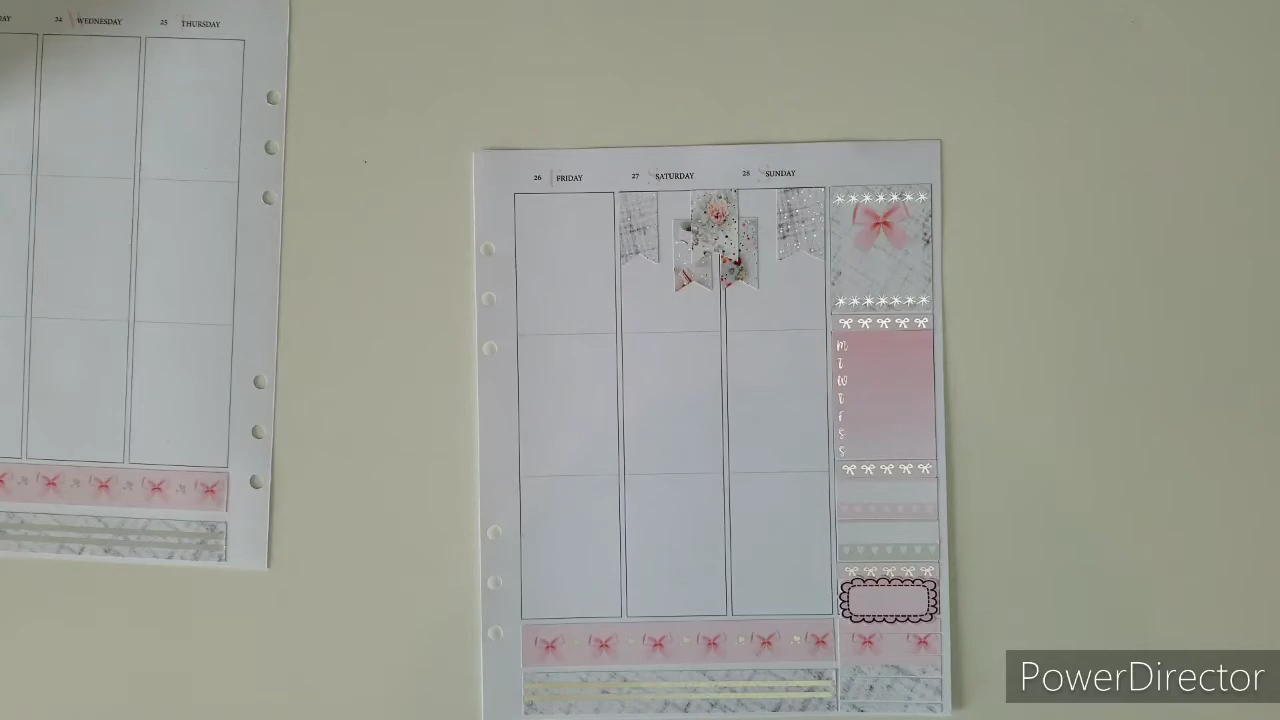 24 WEDNESDAY
25 THURSDAY
26 FRIDAY
27 SATURDAY
28 SUNDAY
M
T
W
T
F
S
S
PowerDirector